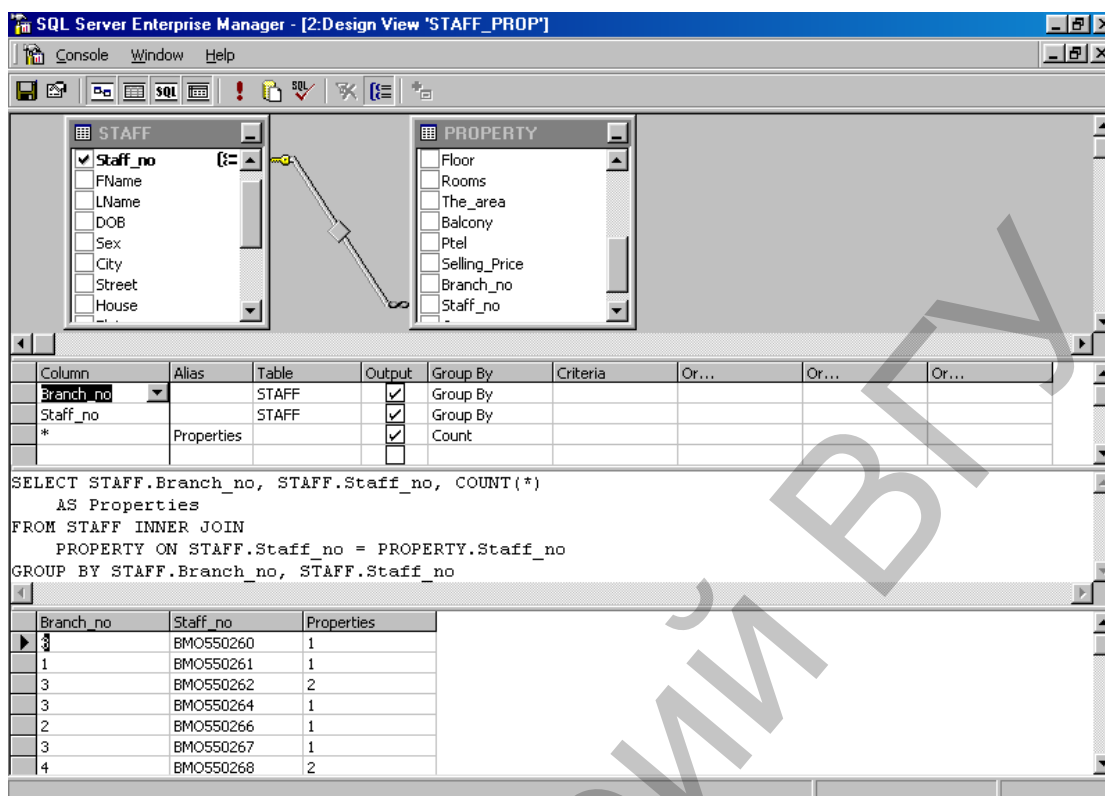 SQL Server Enterprise Manager - [2:Design View 'STAFF_PROP']
Console Window Help
SQL SQL
STAFF
Staff_no
FName
LName
DOB
Sex
City
Street
House
PROPERTY
Floor
Rooms
The_area
Balcony
Ptel
Selling_Price
Branch_no
Staff_no
Column Alias Table Output Group By Criteria Or... Or... Or...
Branch_no STAFF Group By
Staff_no STAFF Group By
* Properties Count
SELECT STAFF.Branch_no, STAFF.Staff_no, COUNT(*)
AS Properties
FROM STAFF INNER JOIN
PROPERTY ON STAFF.Staff_no = PROPERTY.Staff_no
GROUP BY STAFF.Branch_no, STAFF.Staff_no
Branch_no Staff_no Properties
3 BMO550260 1
1 BMO550261 1
3 BMO550262 2
3 BMO550264 1
2 BMO550266 1
3 BMO550267 1
4 BMO550268 2
ВГУ